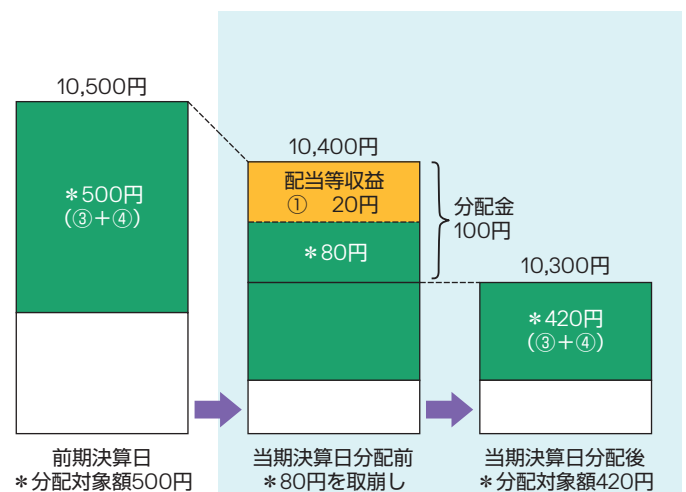 10,500円
＊500円
（③＋④）
10,400円
配当等収益
①　20円
＊80円
分配金
100円
10,300円
＊420円
（③＋④）
前期決算日
＊分配対象額500円
当期決算日分配前
＊80円を取崩し
当期決算日分配後
＊分配対象額420円